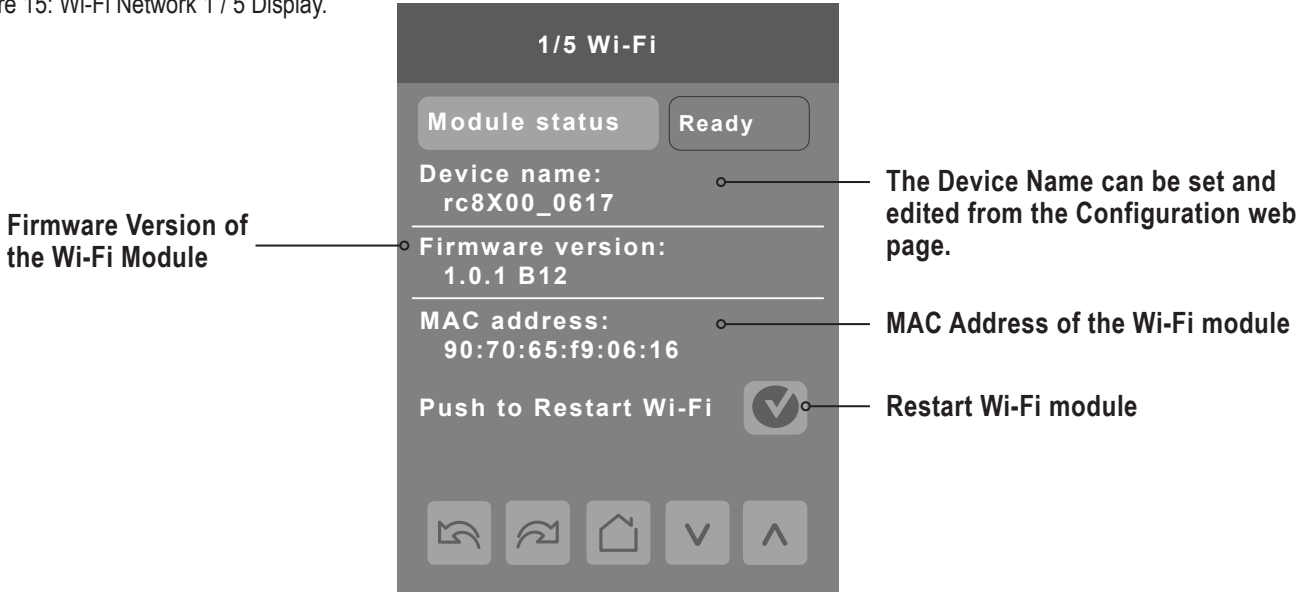 15: Wi-Fi Network 1 / 5 Display.
1/5 Wi-Fi
Module status
Ready
Device name:
rc8X00_0617
Firmware version:
1.0.1 B12
MAC address:
90:70:65:f9:06:16
Push to Restart Wi-Fi
Firmware Version of
the Wi-Fi Module
The Device Name can be set and
edited from the Configuration web
page.
MAC Address of the Wi-Fi module
Restart Wi-Fi module